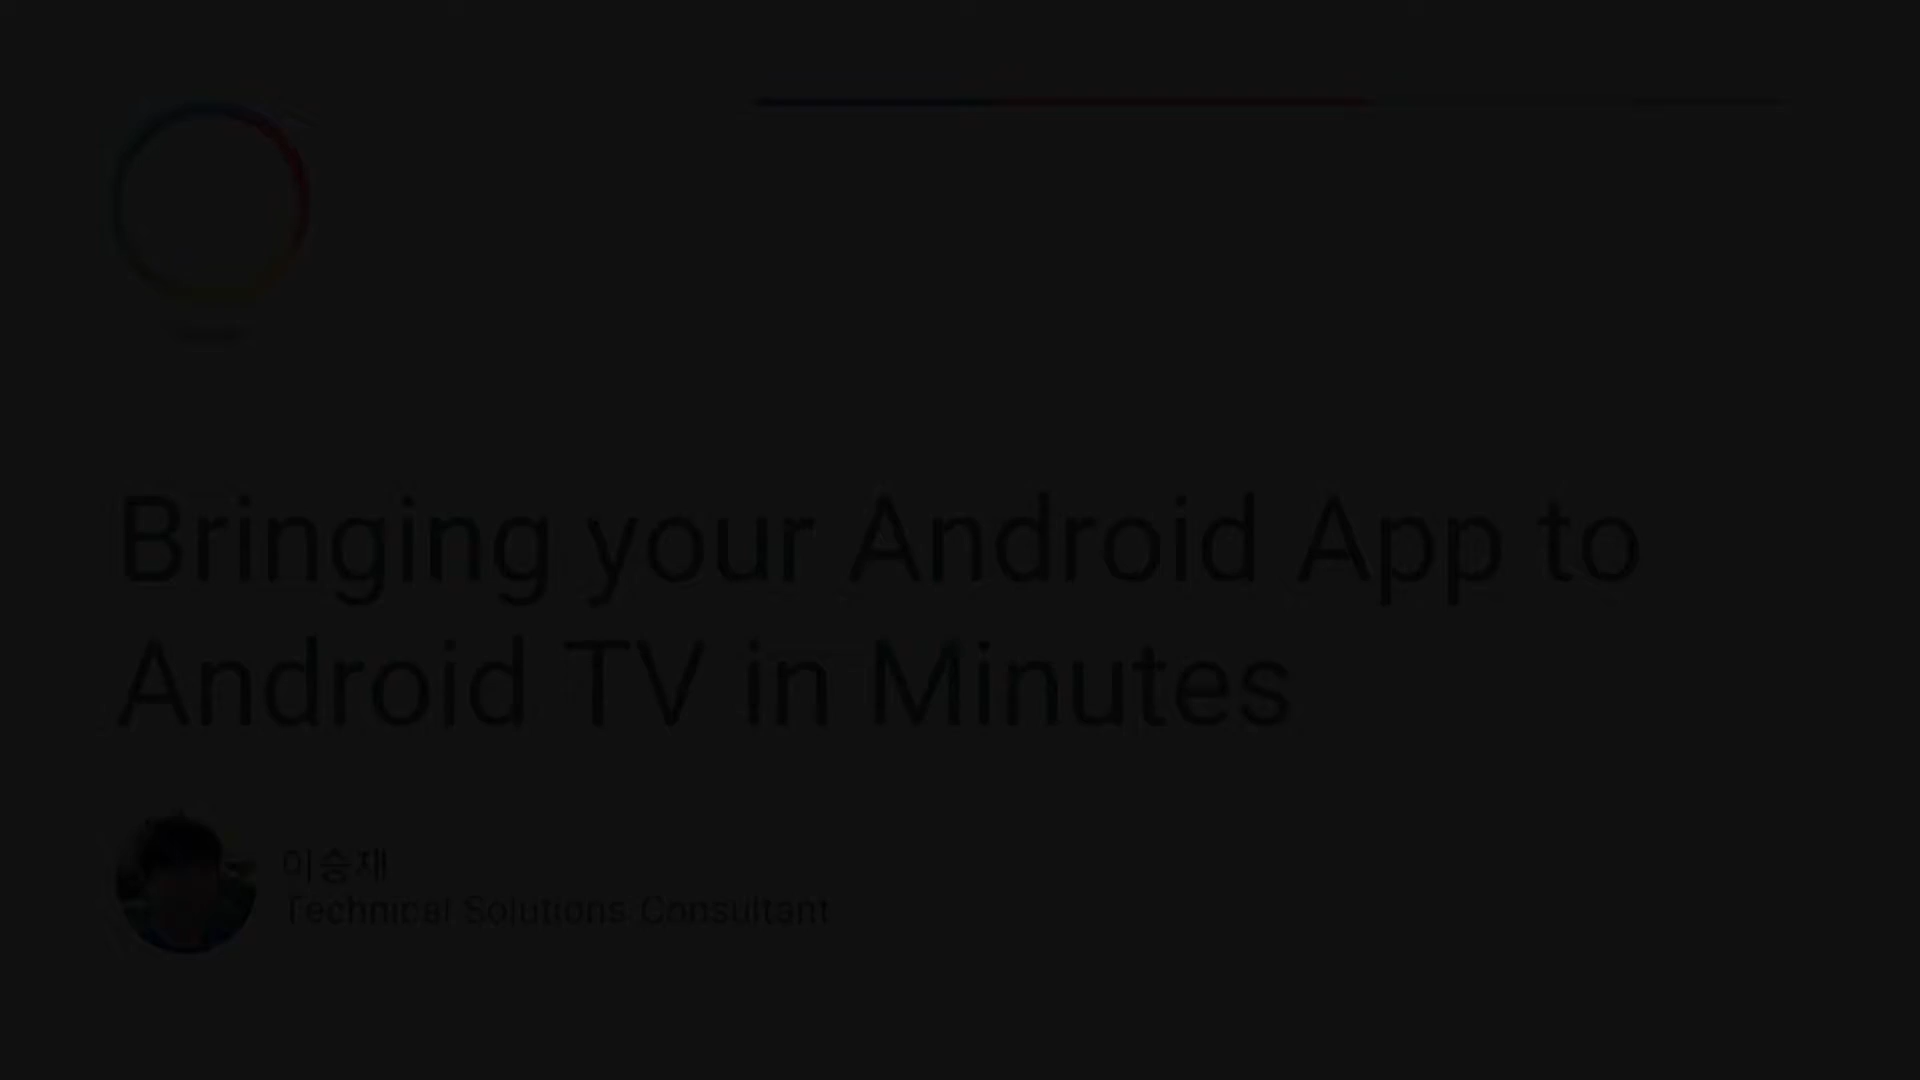 Bringing your Android App to
Android TV in Minutes
이승재
Technical Solutions Consultant